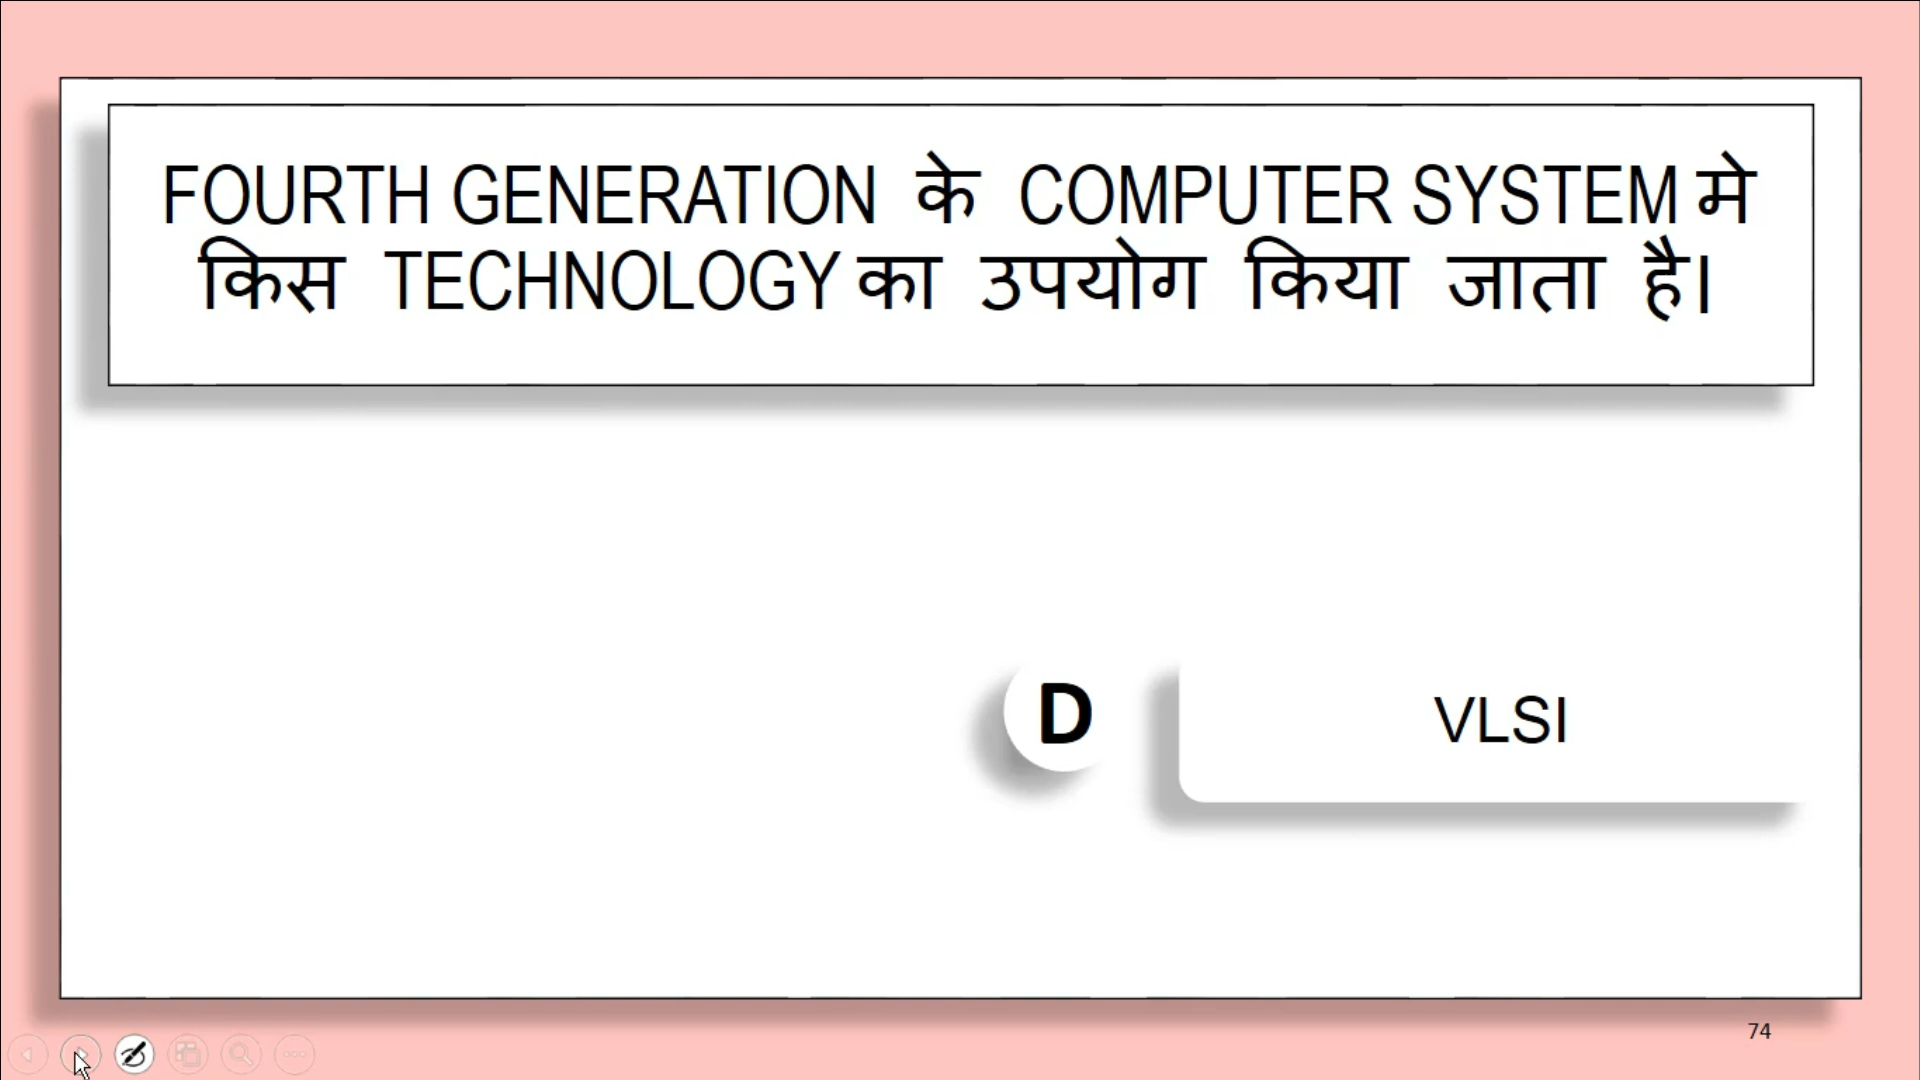 FOURTH GENERATION के COMPUTER SYSTEM मे
किस TECHNOLOGY का उपयोग किया जाता है।
D VLSI
74